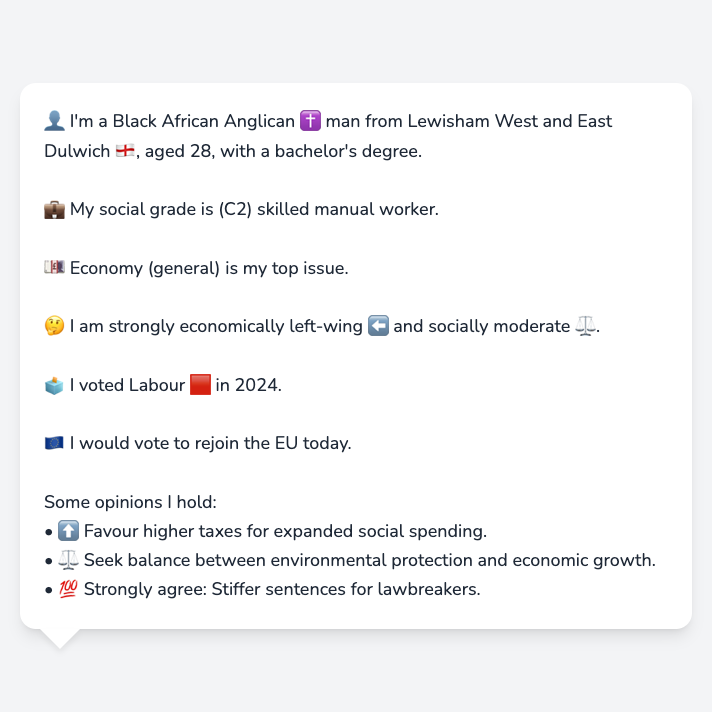 👤 I'm a Black African Anglican ✝️ man from Lewisham West and East
Dulwich 🏴󠁧󠁢󠁥󠁮󠁧󠁿, aged 28, with a bachelor's degree.
💼 My social grade is (C2) skilled manual worker.
💷 Economy (general) is my top issue.
🤔 I am strongly economically left-wing ⬅️ and socially moderate ⚖️.
🗳️ I voted Labour 🟥 in 2024.
🇪🇺 I would vote to rejoin the EU today.
Some opinions I hold:
• ⬆️ Favour higher taxes for expanded social spending.
• ⚖️ Seek balance between environmental protection and economic growth.
• 💯 Strongly agree: Stiffer sentences for lawbreakers.